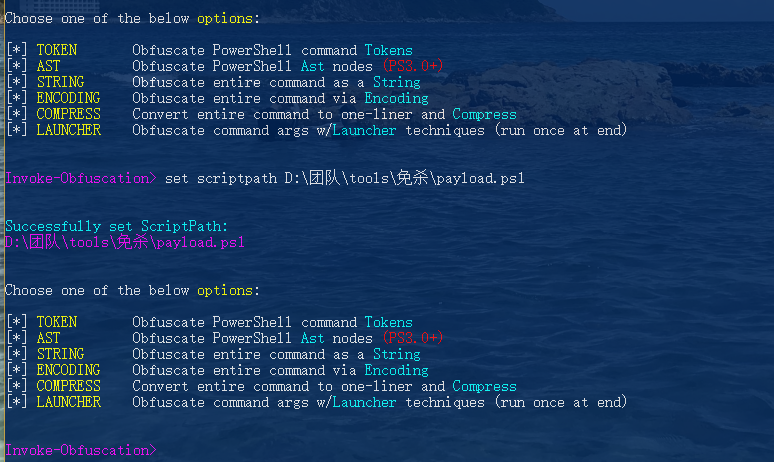 Choose one of the below options:
[*] TOKEN Obfuscate PowerShell command Tokens
[*] AST Obfuscate PowerShell Ast nodes (PS3.0+)
[*] STRING Obfuscate entire command as a String
[*] ENCODING Obfuscate entire command via Encoding
[*] COMPRESS Convert entire command to one-liner and Compress
[*] LAUNCHER Obfuscate command args w/Launcher techniques (run once at end)
Invoke-Obfuscation> set scriptpath D:\团队\tools\免杀\payload.ps1
Successfully set ScriptPath:
D:\团队\tools\免杀\payload.ps1
Choose one of the below options:
[*] TOKEN Obfuscate PowerShell command Tokens
[*] AST Obfuscate PowerShell Ast nodes (PS3.0+)
[*] STRING Obfuscate entire command as a String
[*] ENCODING Obfuscate entire command via Encoding
[*] COMPRESS Convert entire command to one-liner and Compress
[*] LAUNCHER Obfuscate command args w/Launcher techniques (run once at end)
Invoke-Obfuscation>